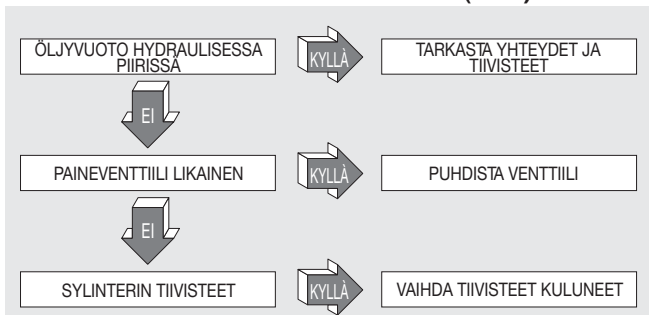 ÖLJYVUOTO HYDRAULISESSA
PIIRISSÄ
KYLLÀ
TARKASTA YHTEYDET JA
TIIVISTEET
EI
PAINEVENTTIILI LIKAINEN
KYLLÀ
PUHDISTA VENTTIILI
EI
SYLINTERIN TIIVISTEET
KYLLÀ
VAIHDA TIIVISTEET KULUNEET